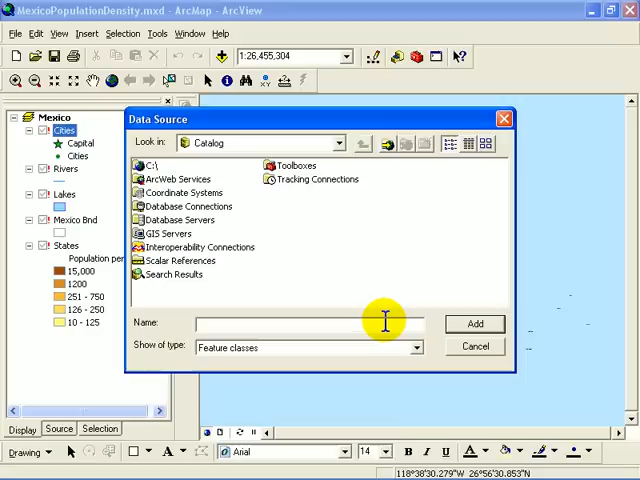 MexicoPopulationDensity.mxd - ArcMap - ArcView
File Edit View Insert Selection Tools Window Help
1:26,455,304
Mexico
Cities
Capital
Cities
Rivers
Lakes
Mexico Bnd
States
Population per
15,000
1200
251 - 750
126 - 250
10 - 125
Display Source Selection
Data Source
Look in: Catalog
C:\
ArcWeb Services
Coordinate Systems
Database Connections
Database Servers
GIS Servers
Interoperability Connections
Scalar References
Search Results
Toolboxes
Tracking Connections
Name:
Add
Show of type: Feature classes
Cancel
Drawing Arial 14 B I U A
118°38'30.279"W 26°56'30.853"N